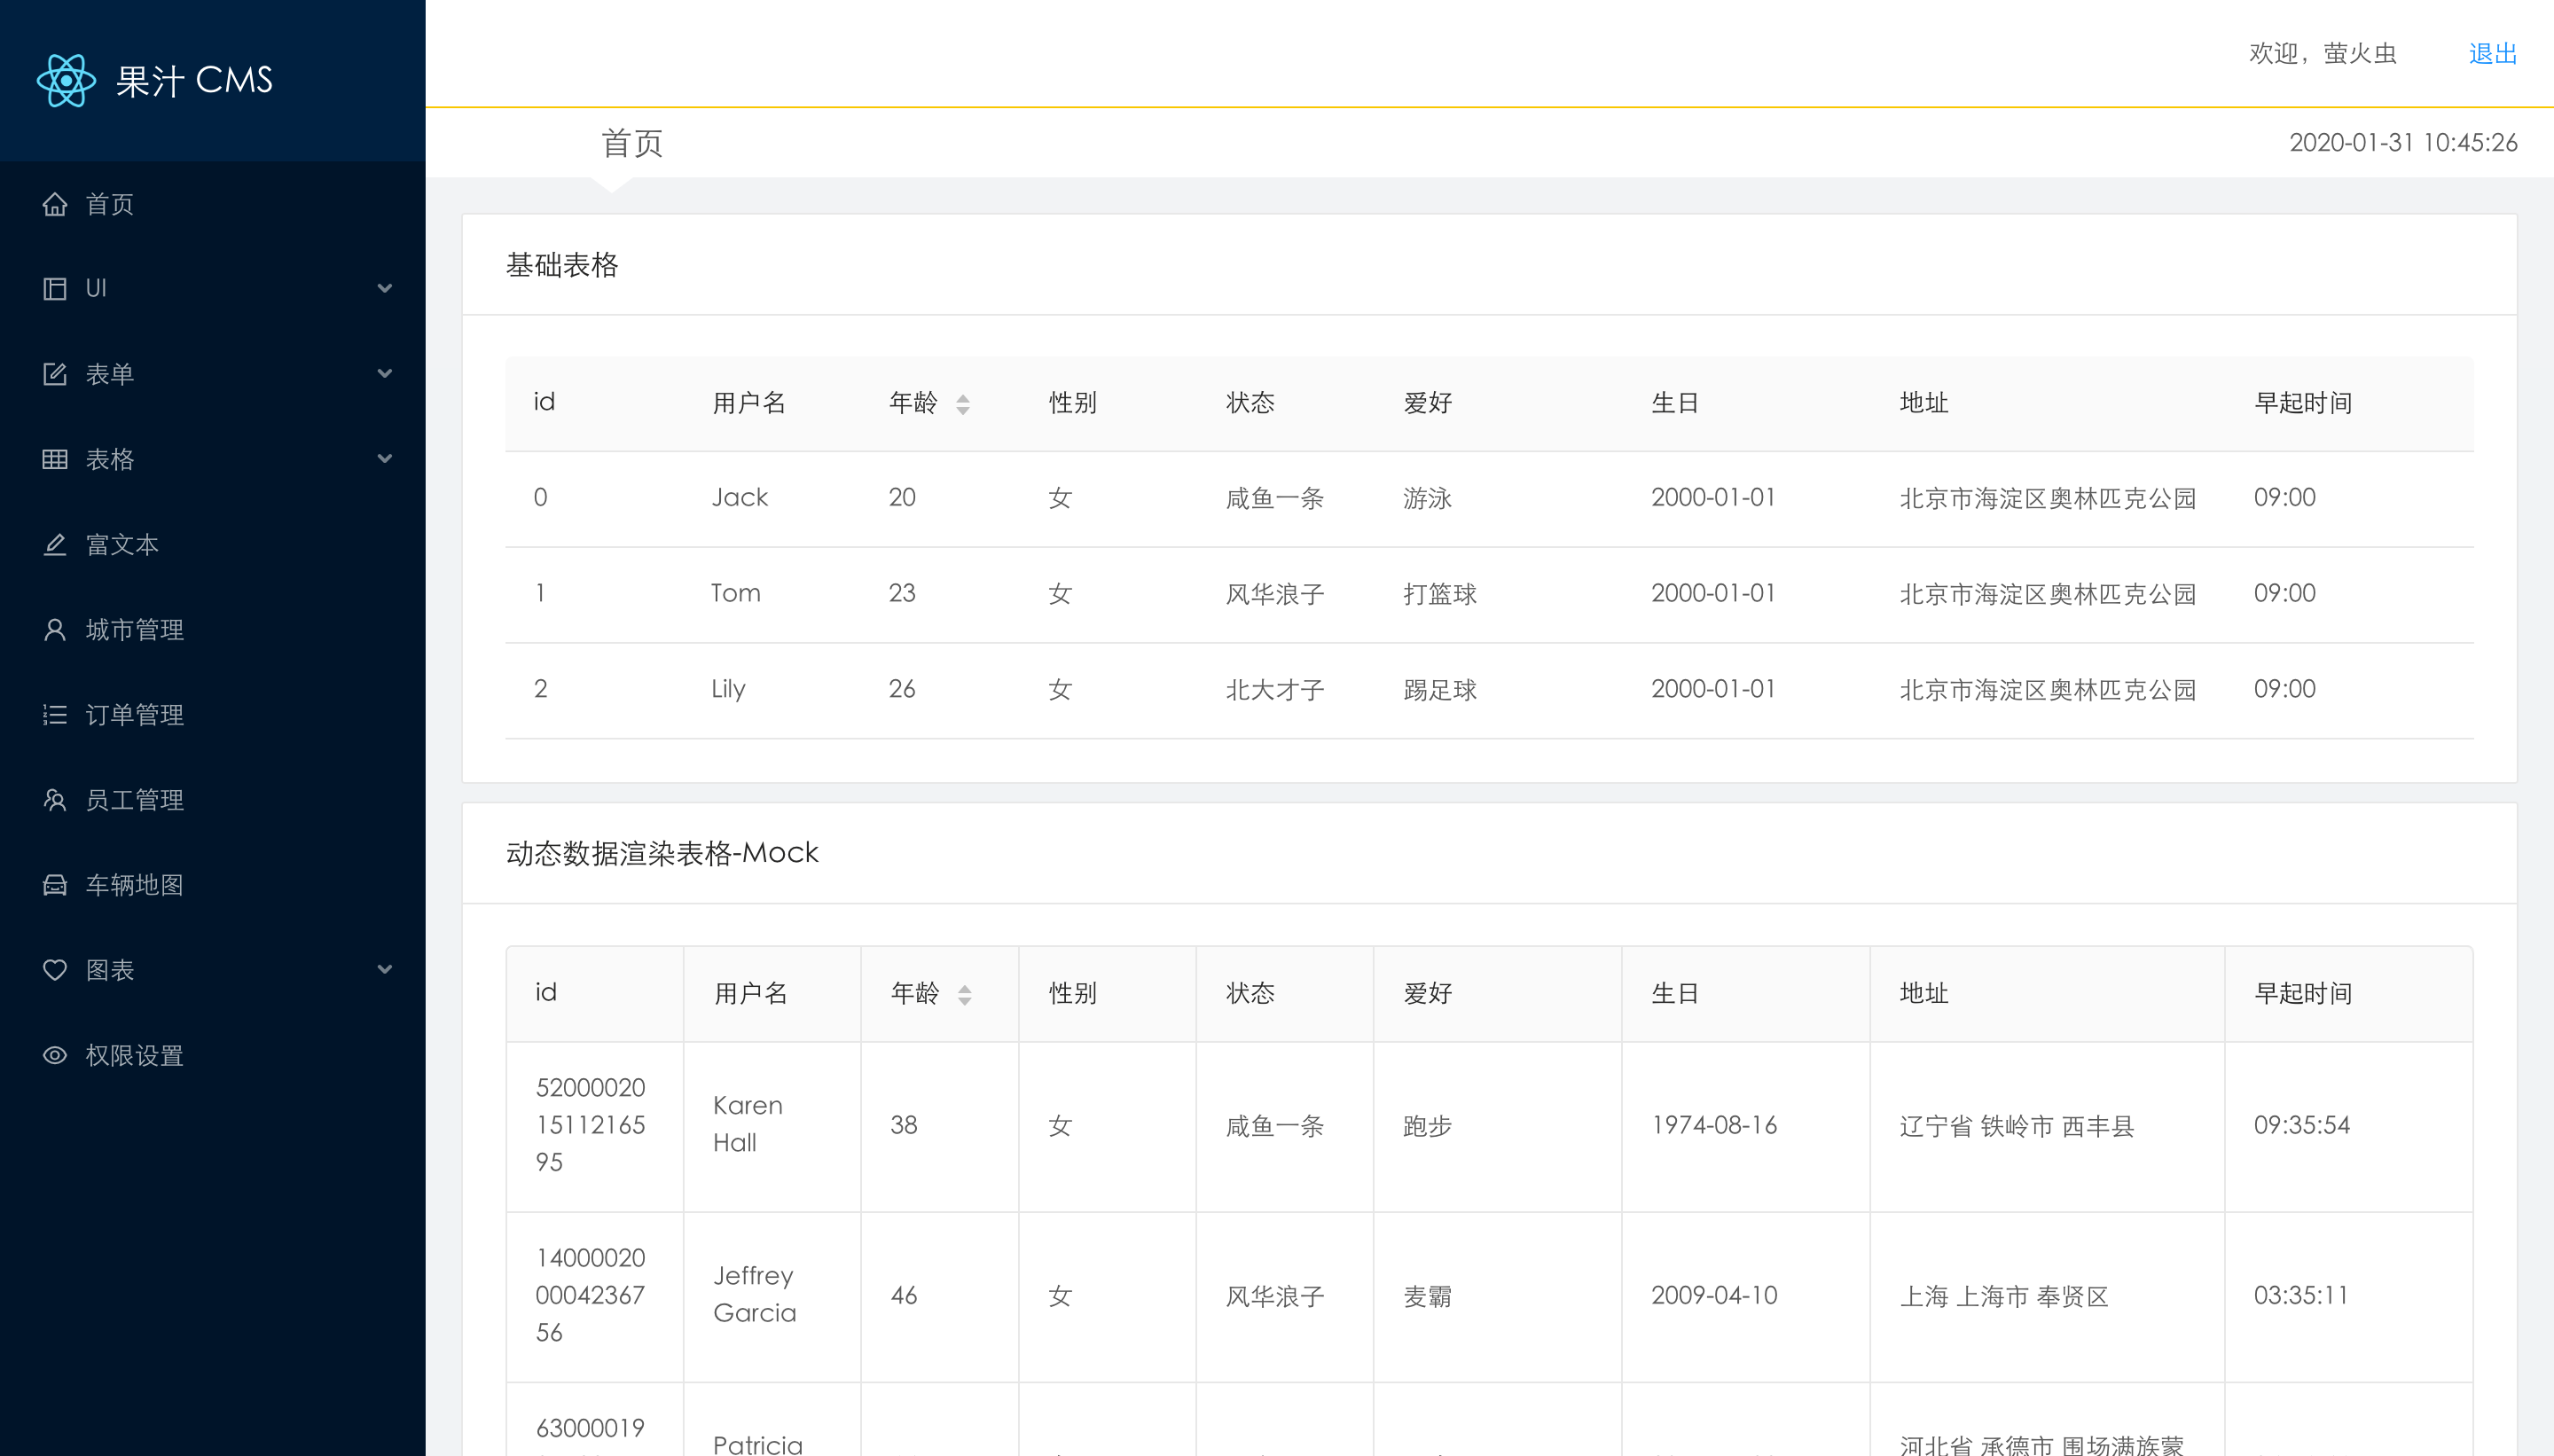 果汁 CMS
首页
UI
表单
表格
富文本
城市管理
订单管理
员工管理
车辆地图
图表
权限设置
欢迎，萤火虫 退出
首页 2020-01-31 10:45:26
基础表格
id 用户名 年龄 性别 状态 爱好 生日 地址 早起时间
0 Jack 20 女 咸鱼一条 游泳 2000-01-01 北京市海淀区奥林匹克公园 09:00
1 Tom 23 女 风华浪子 打篮球 2000-01-01 北京市海淀区奥林匹克公园 09:00
2 Lily 26 女 北大才子 踢足球 2000-01-01 北京市海淀区奥林匹克公园 09:00
动态数据渲染表格-Mock
id 用户名 年龄 性别 状态 爱好 生日 地址 早起时间
52000020
15112165
95
Karen
Hall
38 女 咸鱼一条 跑步 1974-08-16 辽宁省 铁岭市 西丰县 09:35:54
14000020
00042367
56
Jeffrey
Garcia
46 女 风华浪子 麦霸 2009-04-10 上海 上海市 奉贤区 03:35:11
63000019
Patricia
河北省 承德市 围场满族蒙